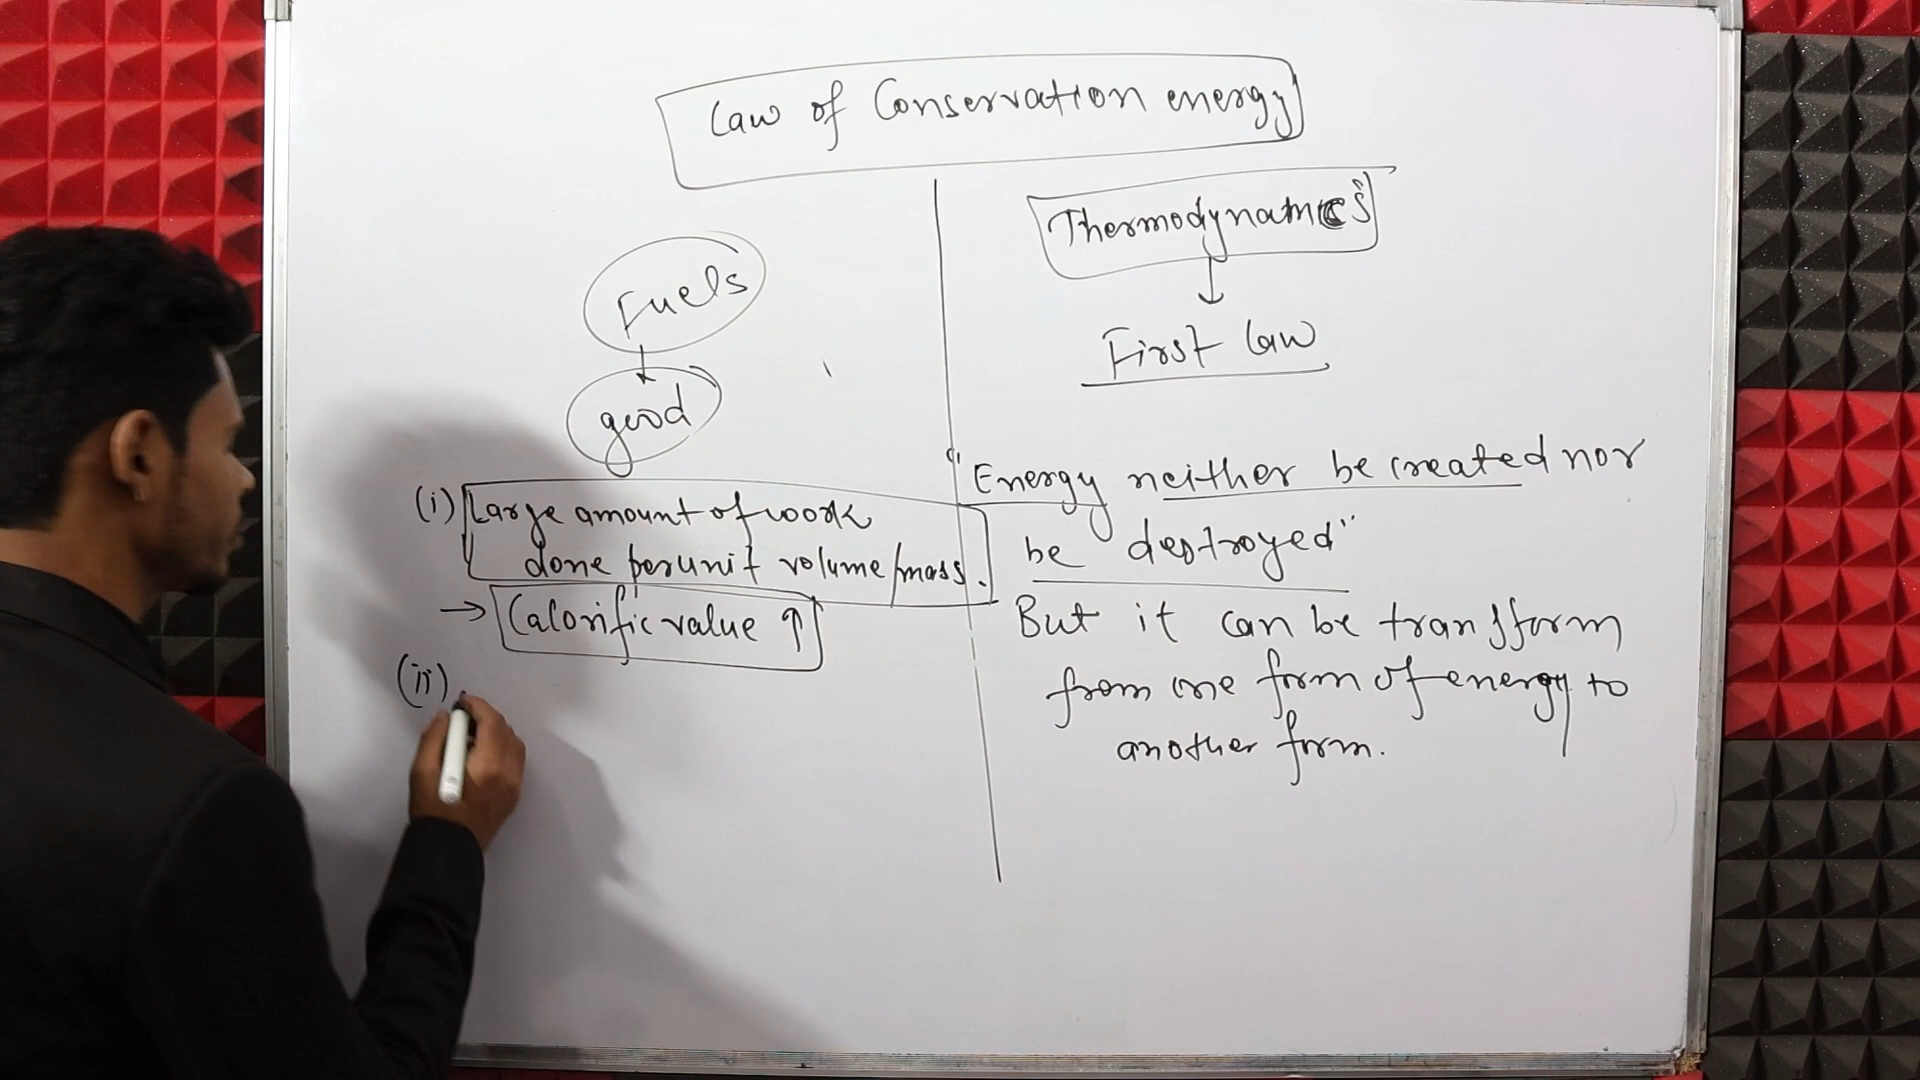 Law of Conservation energy
Fuels
good
(i) Large amount of work
done per unit volume/mass.
→ Calorific value ↑
(ii)
Thermodynamics
↓
First law
"Energy neither be created nor
be destroyed"
But it can be transfform
from one form of energy to
another form.